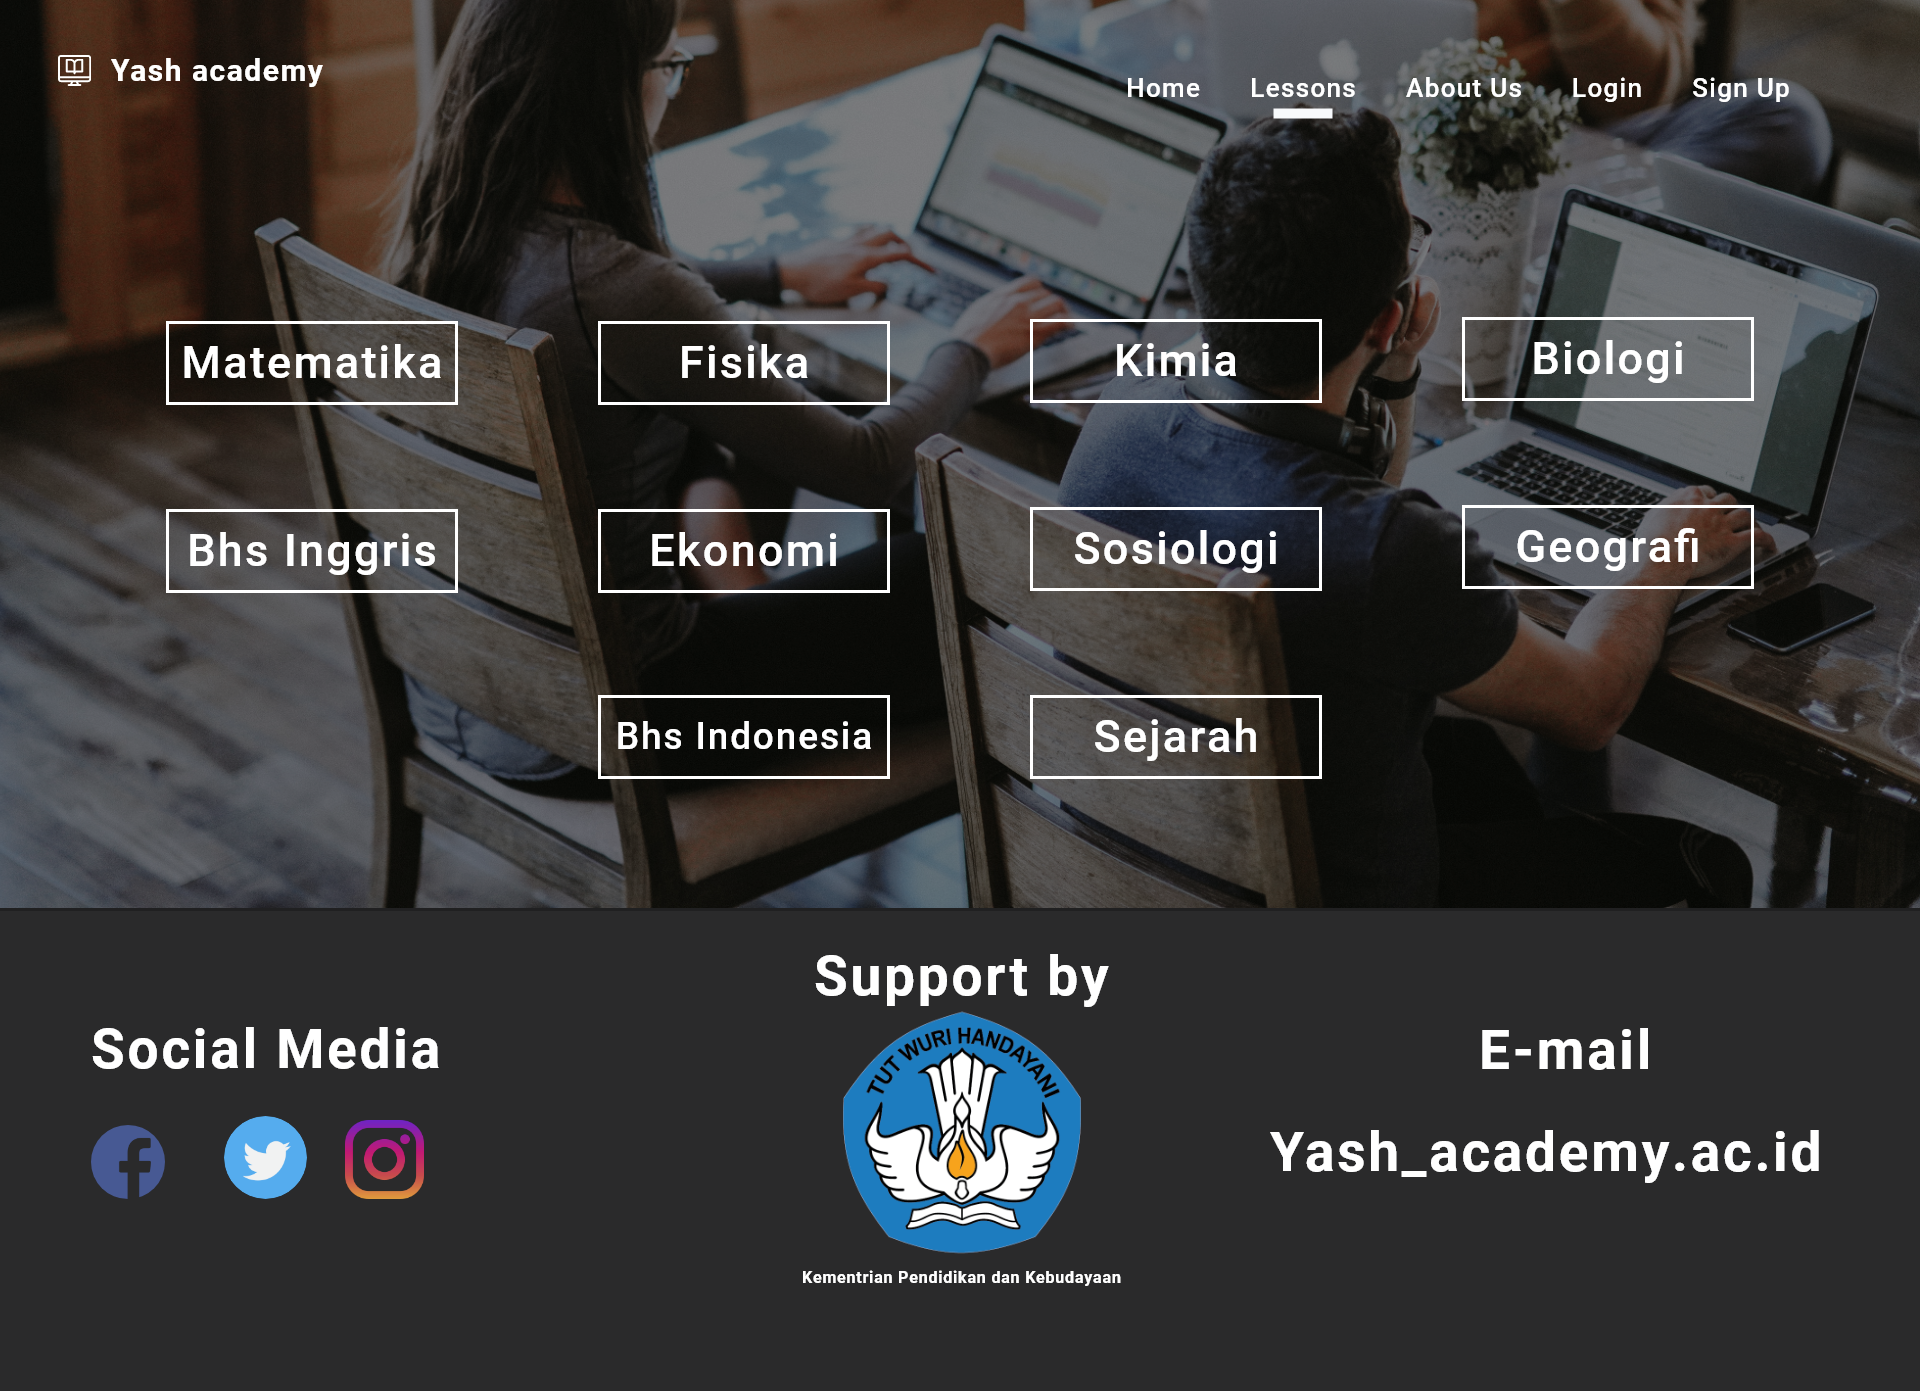 Yash academy
Home Lessons About Us Login Sign Up
Matematika Fisika Kimia Biologi
Bhs Inggris Ekonomi Sosiologi Geografi
Bhs Indonesia Sejarah
Support by
Social Media
E-mail
TUT WURI HANDAYANI
Yash_academy.ac.id
Kementrian Pendidikan dan Kebudayaan